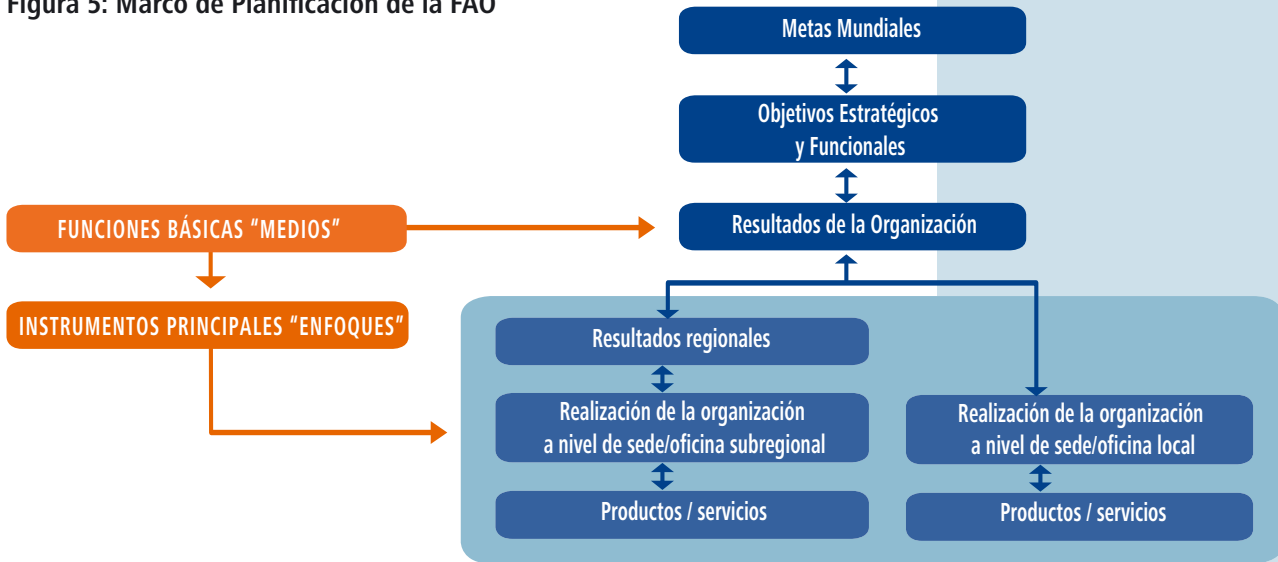 Figura 5: Marco de Planificación de la FAO
Metas Mundiales
Objetivos Estratégicos
y Funcionales
FUNCIONES BÁSICAS "MEDIOS"
Resultados de la Organización
INSTRUMENTOS PRINCIPALES "ENFOQUES"
Resultados regionales
Realización de la organización
a nivel de sede/oficina subregional
Productos / servicios
Realización de la organización
a nivel de sede/oficina local
Productos / servicios